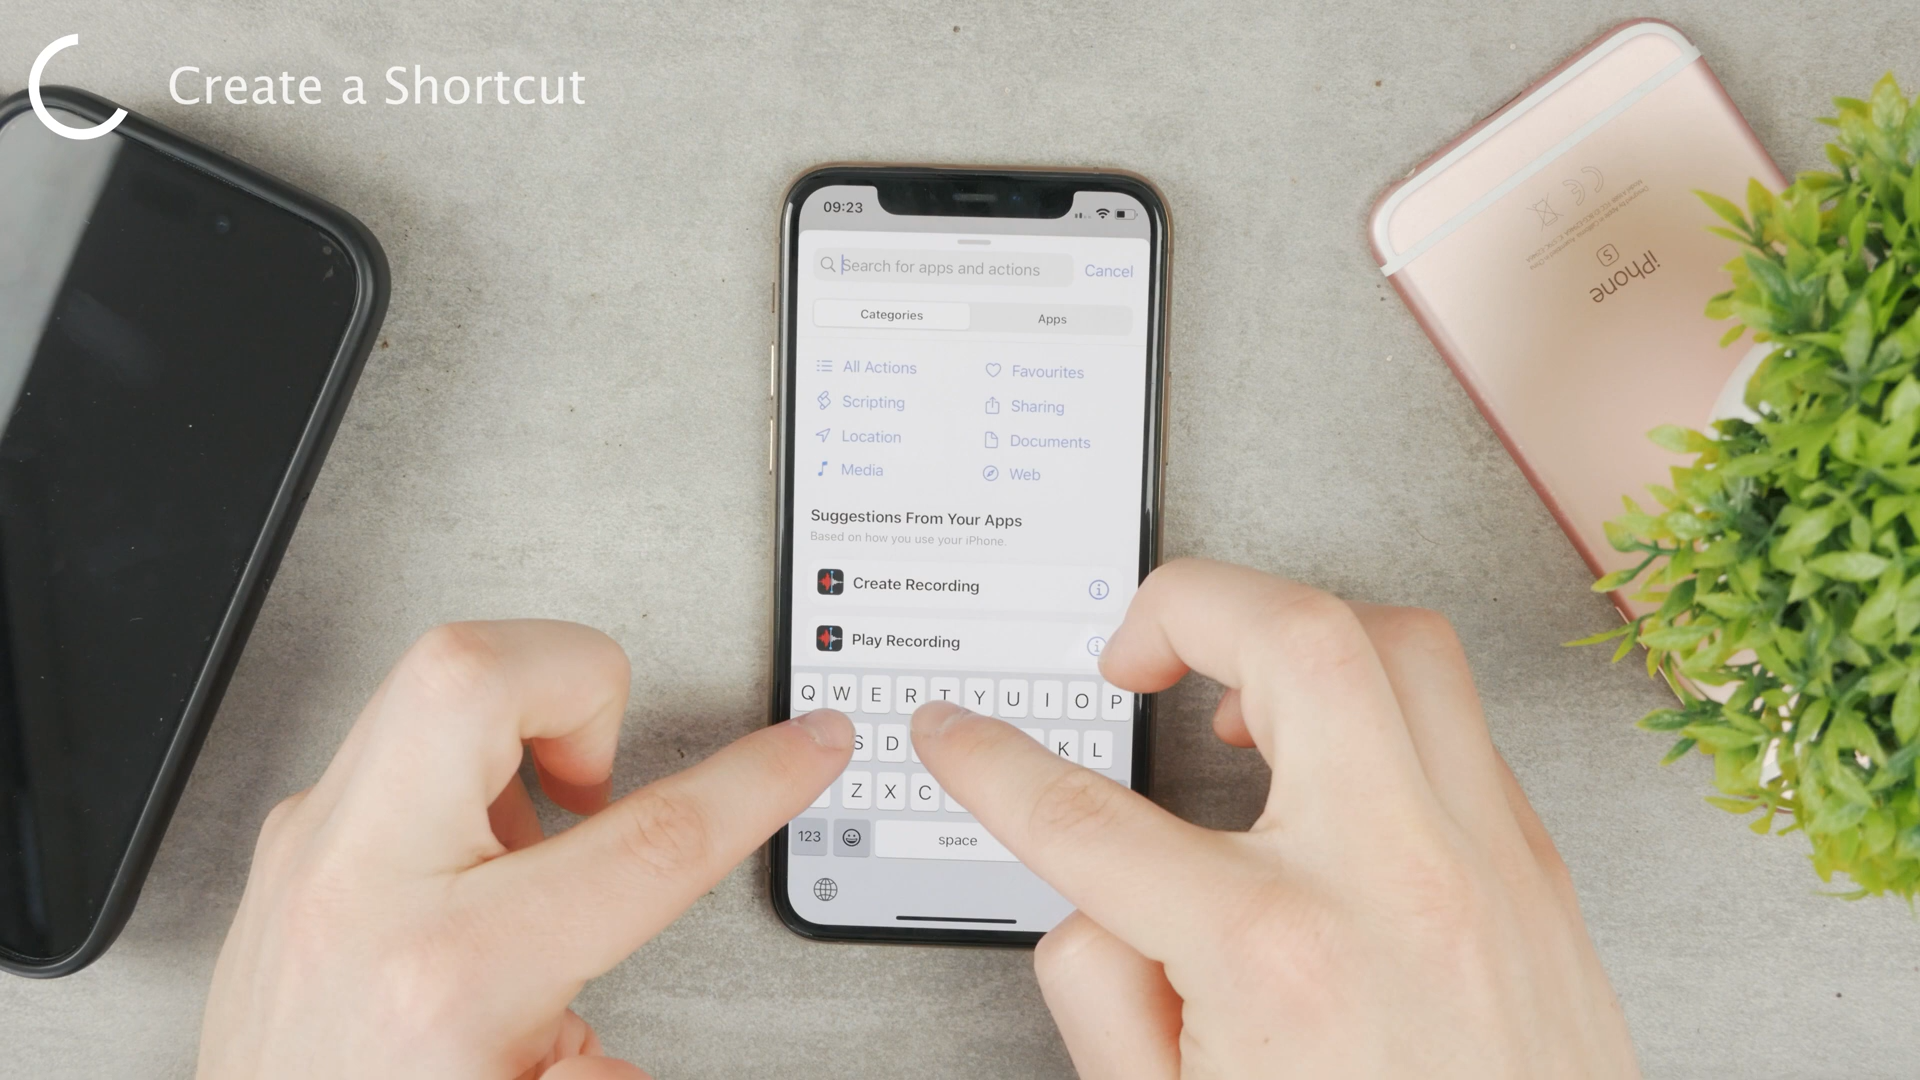 Create a Shortcut
09:23
Search for apps and actions
Cancel
Categories
Apps
All Actions
Favourites
Scripting
Sharing
Location
Documents
Media
Web
Suggestions From Your Apps
Based on how you use your iPhone.
Create Recording
Play Recording
Q W E R T Y U I O P
S D K L
Z X C
123
space
iPhone
S